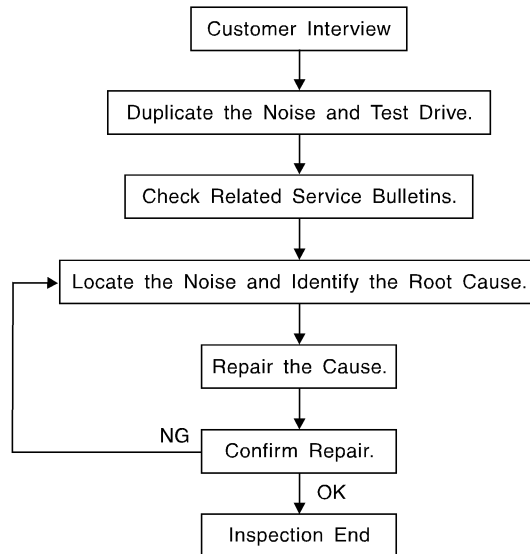 Customer Interview
Duplicate the Noise and Test Drive.
Check Related Service Bulletins.
Locate the Noise and Identify the Root Cause.
Repair the Cause.
NG
Confirm Repair.
OK
Inspection End